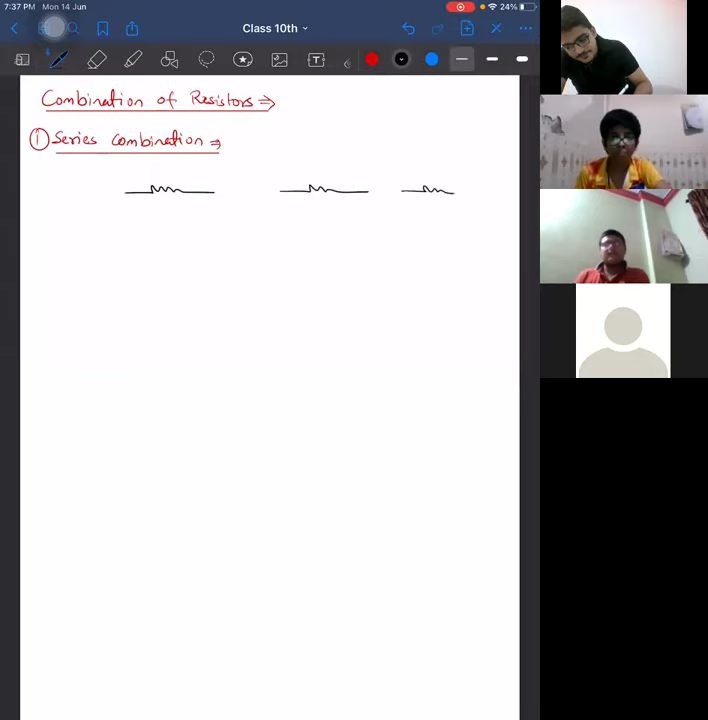 7:37 PM Mon 14 Jun
24%
Class 10th
T
Combination of Resistors ⇒
① Series Combination ⇒